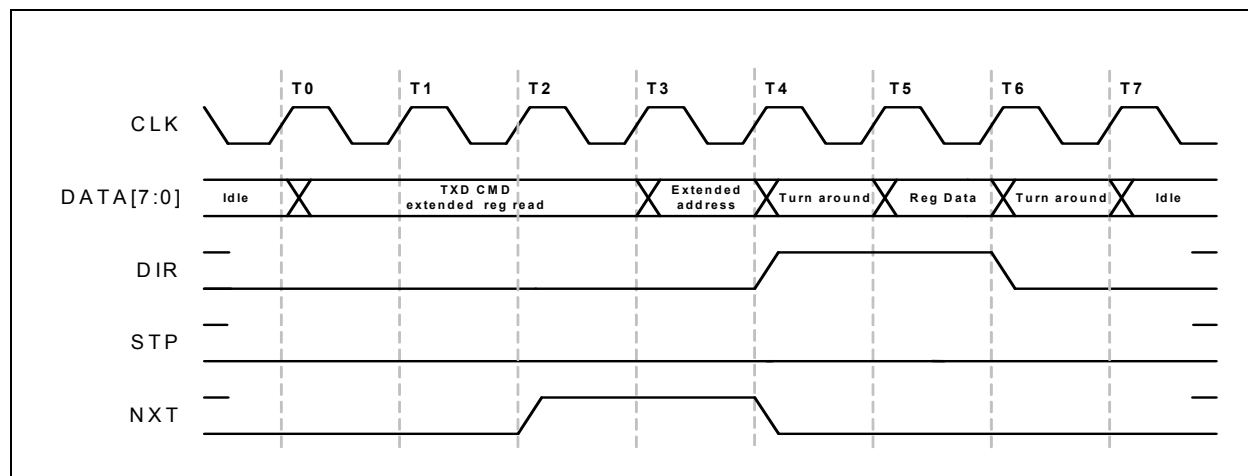 T0 T1 T2 T3 T4 T5 T6 T7
CLK
DATA[7:0] Idle TXD CMD extended reg read Extended address Turn around Reg Data Turn around Idle
DIR
STP
NXT